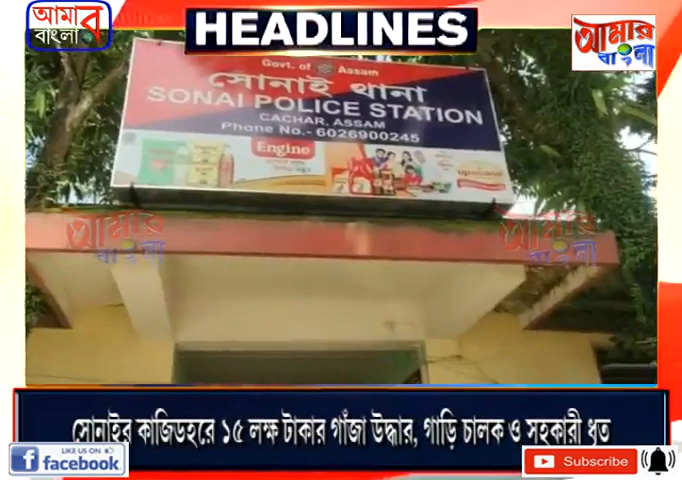 আমার
বাংলা
HEADLINES
আমার
বাংলা
Govt. of Assam
সোনাই থানা
SONAI POLICE STATION
CACHAR, ASSAM
Phone No.- 6026900245
Engine
আমার
বাংলা
আমার
বাংলা
সোনাইর কাজিডহরে ১৫ লক্ষ টাকার গাঁজা উদ্ধার, গাড়ি চালক ও সহকারী ধৃত
LIKE US ON
facebook
Subscribe